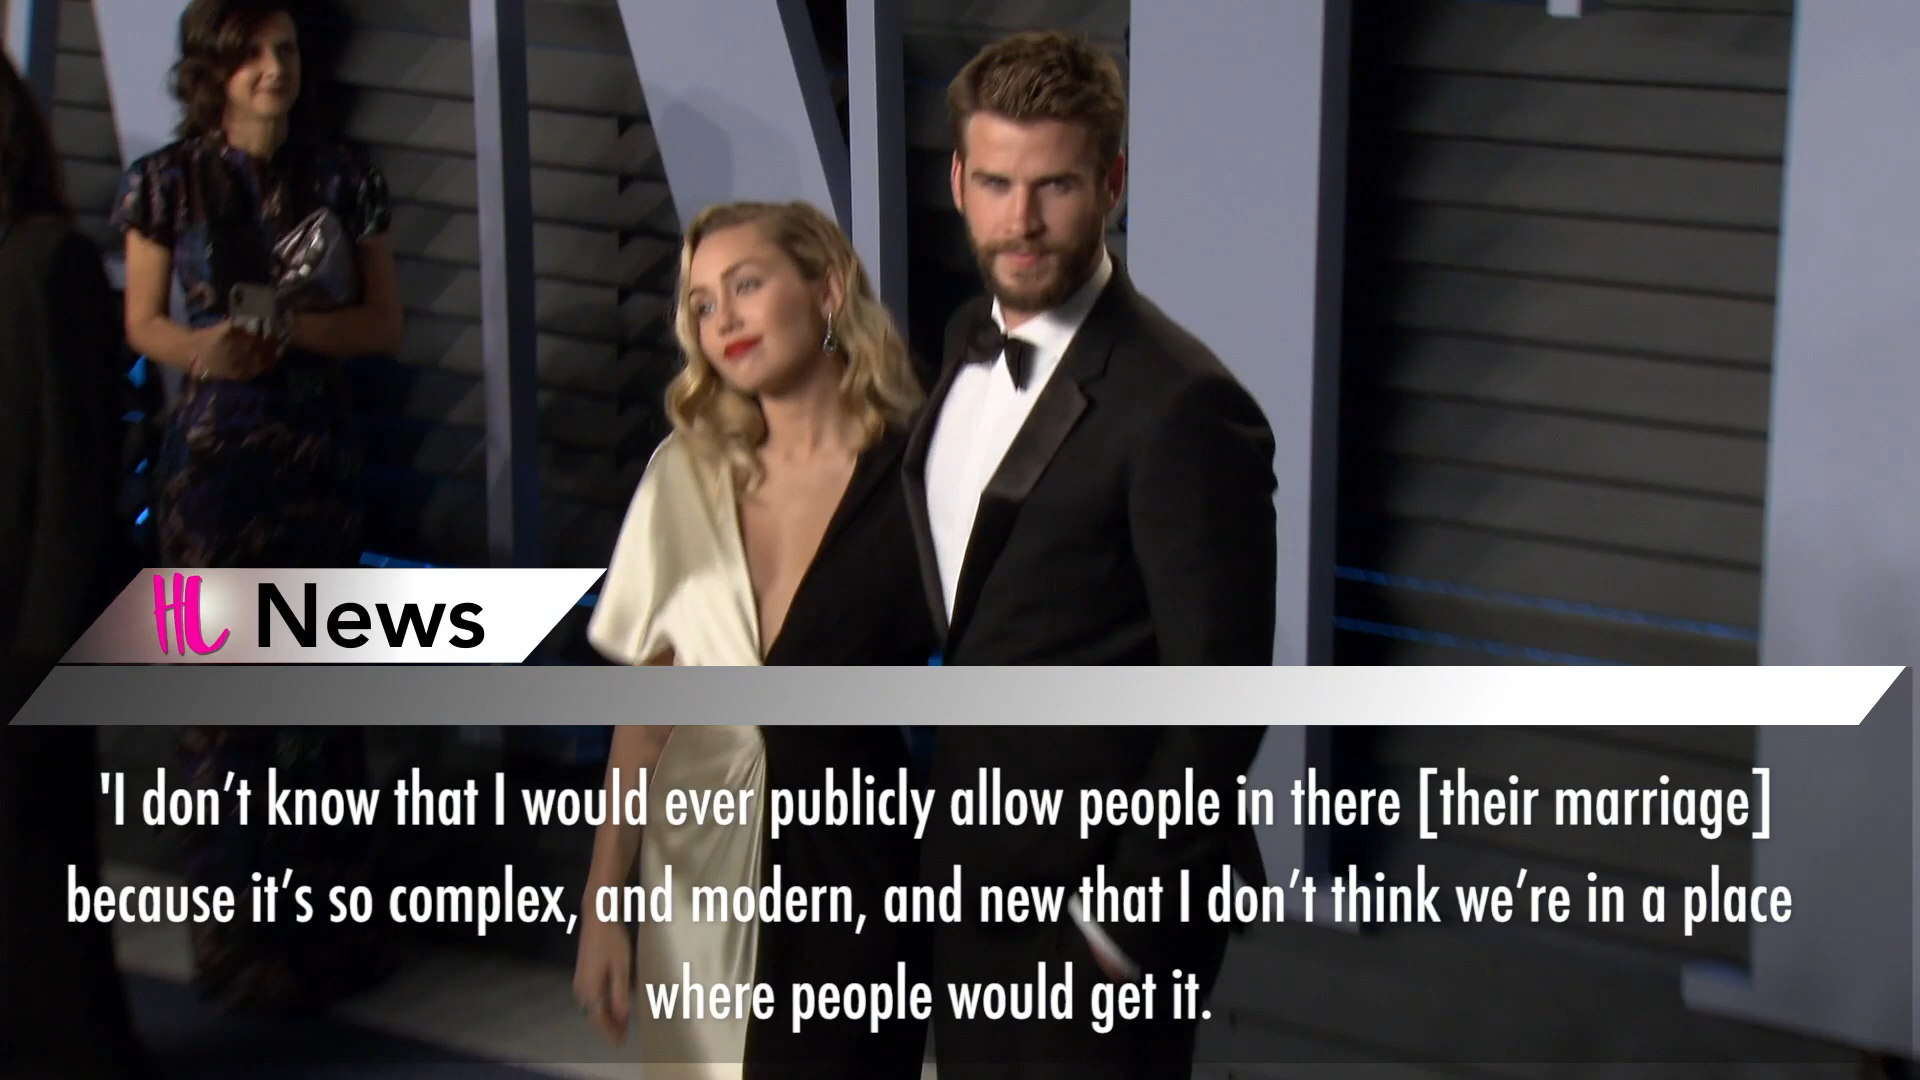 HL News
'I don’t know that I would ever publicly allow people in there [their marriage]
because it’s so complex, and modern, and new that I don’t think we’re in a place
where people would get it.